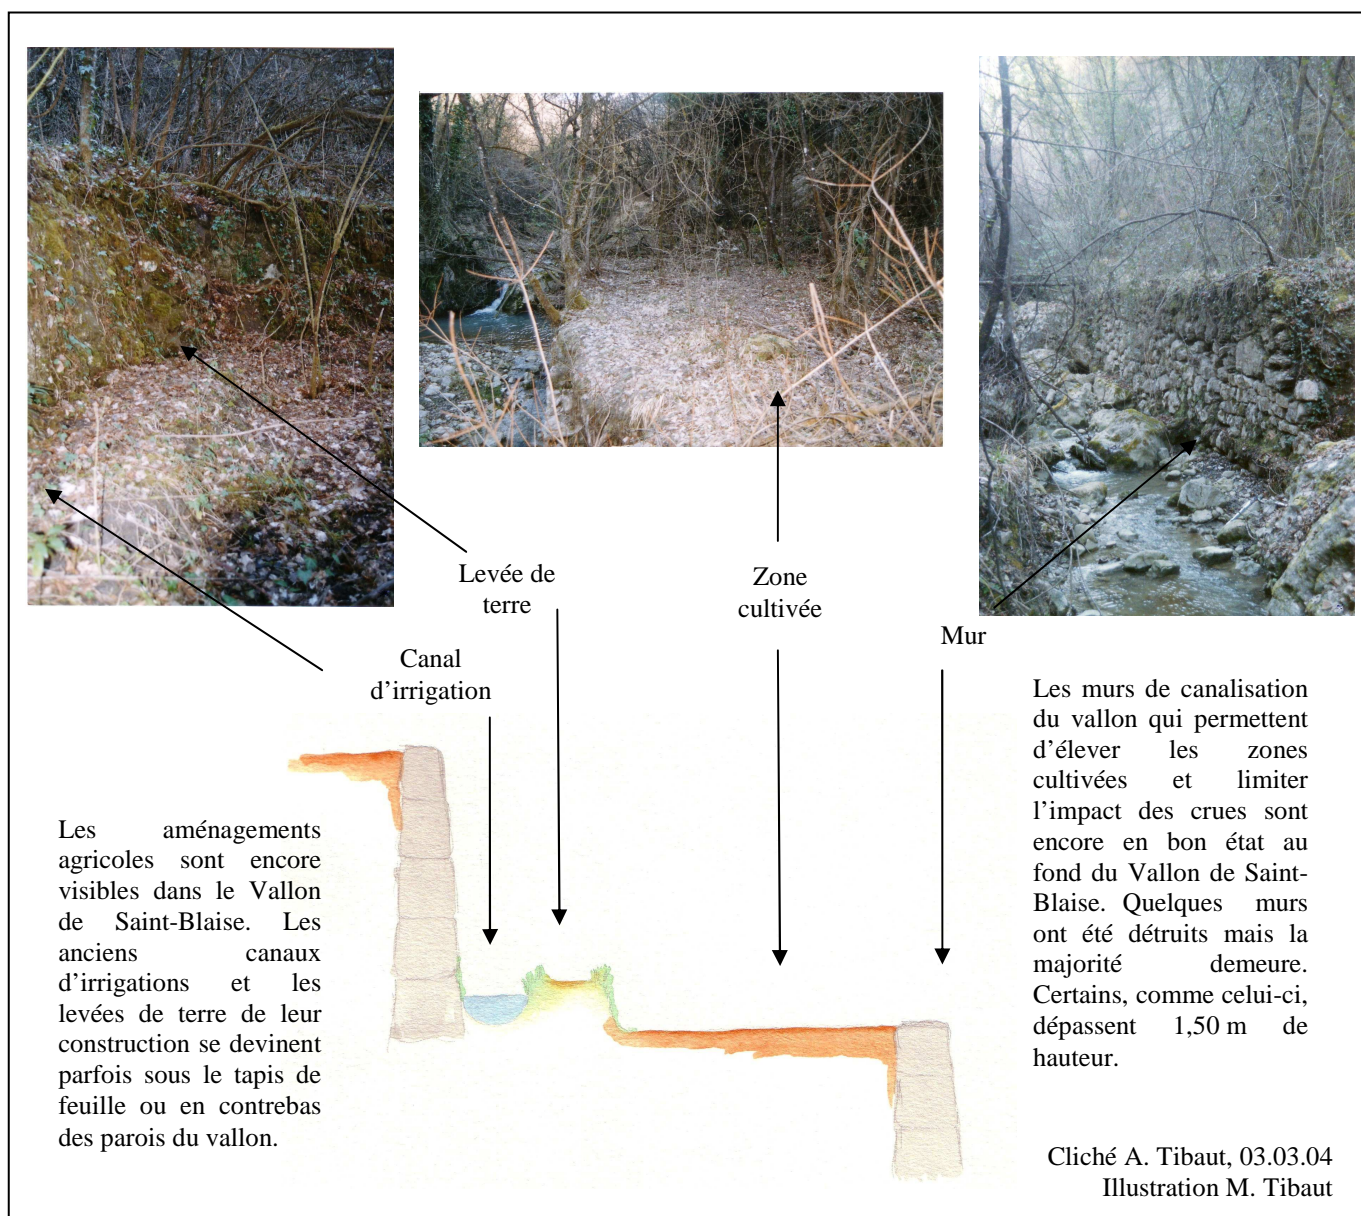 Levée de
terre
Zone
cultivée
Mur
Canal
d’irrigation
Les aménagements
agricoles sont encore
visibles dans le Vallon
de Saint-Blaise. Les
anciens canaux
d’irrigations et les
levées de terre de leur
construction se devinent
parfois sous le tapis de
feuille ou en contrebas
des parois du vallon.
Les murs de canalisation
du vallon qui permettent
d’élever les zones
cultivées et limiter
l’impact des crues sont
encore en bon état au
fond du Vallon de Saint-
Blaise. Quelques murs
ont été détruits mais la
majorité demeure.
Certains, comme celui-ci,
dépassent 1,50 m de
hauteur.
Cliché A. Tibaut, 03.03.04
Illustration M. Tibaut